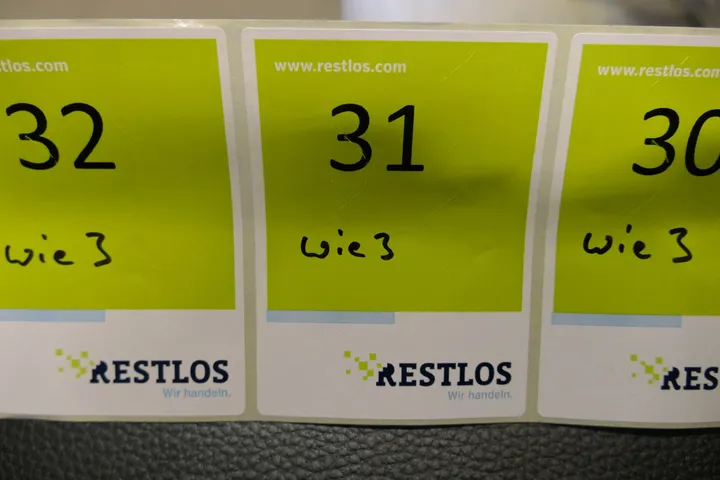 tlos.com
32
wie 3
RESTLOS
Wir handeln.
www.restlos.com
31
wie 3
RESTLOS
Wir handeln.
www.restlos.com
30
wie 3
RES